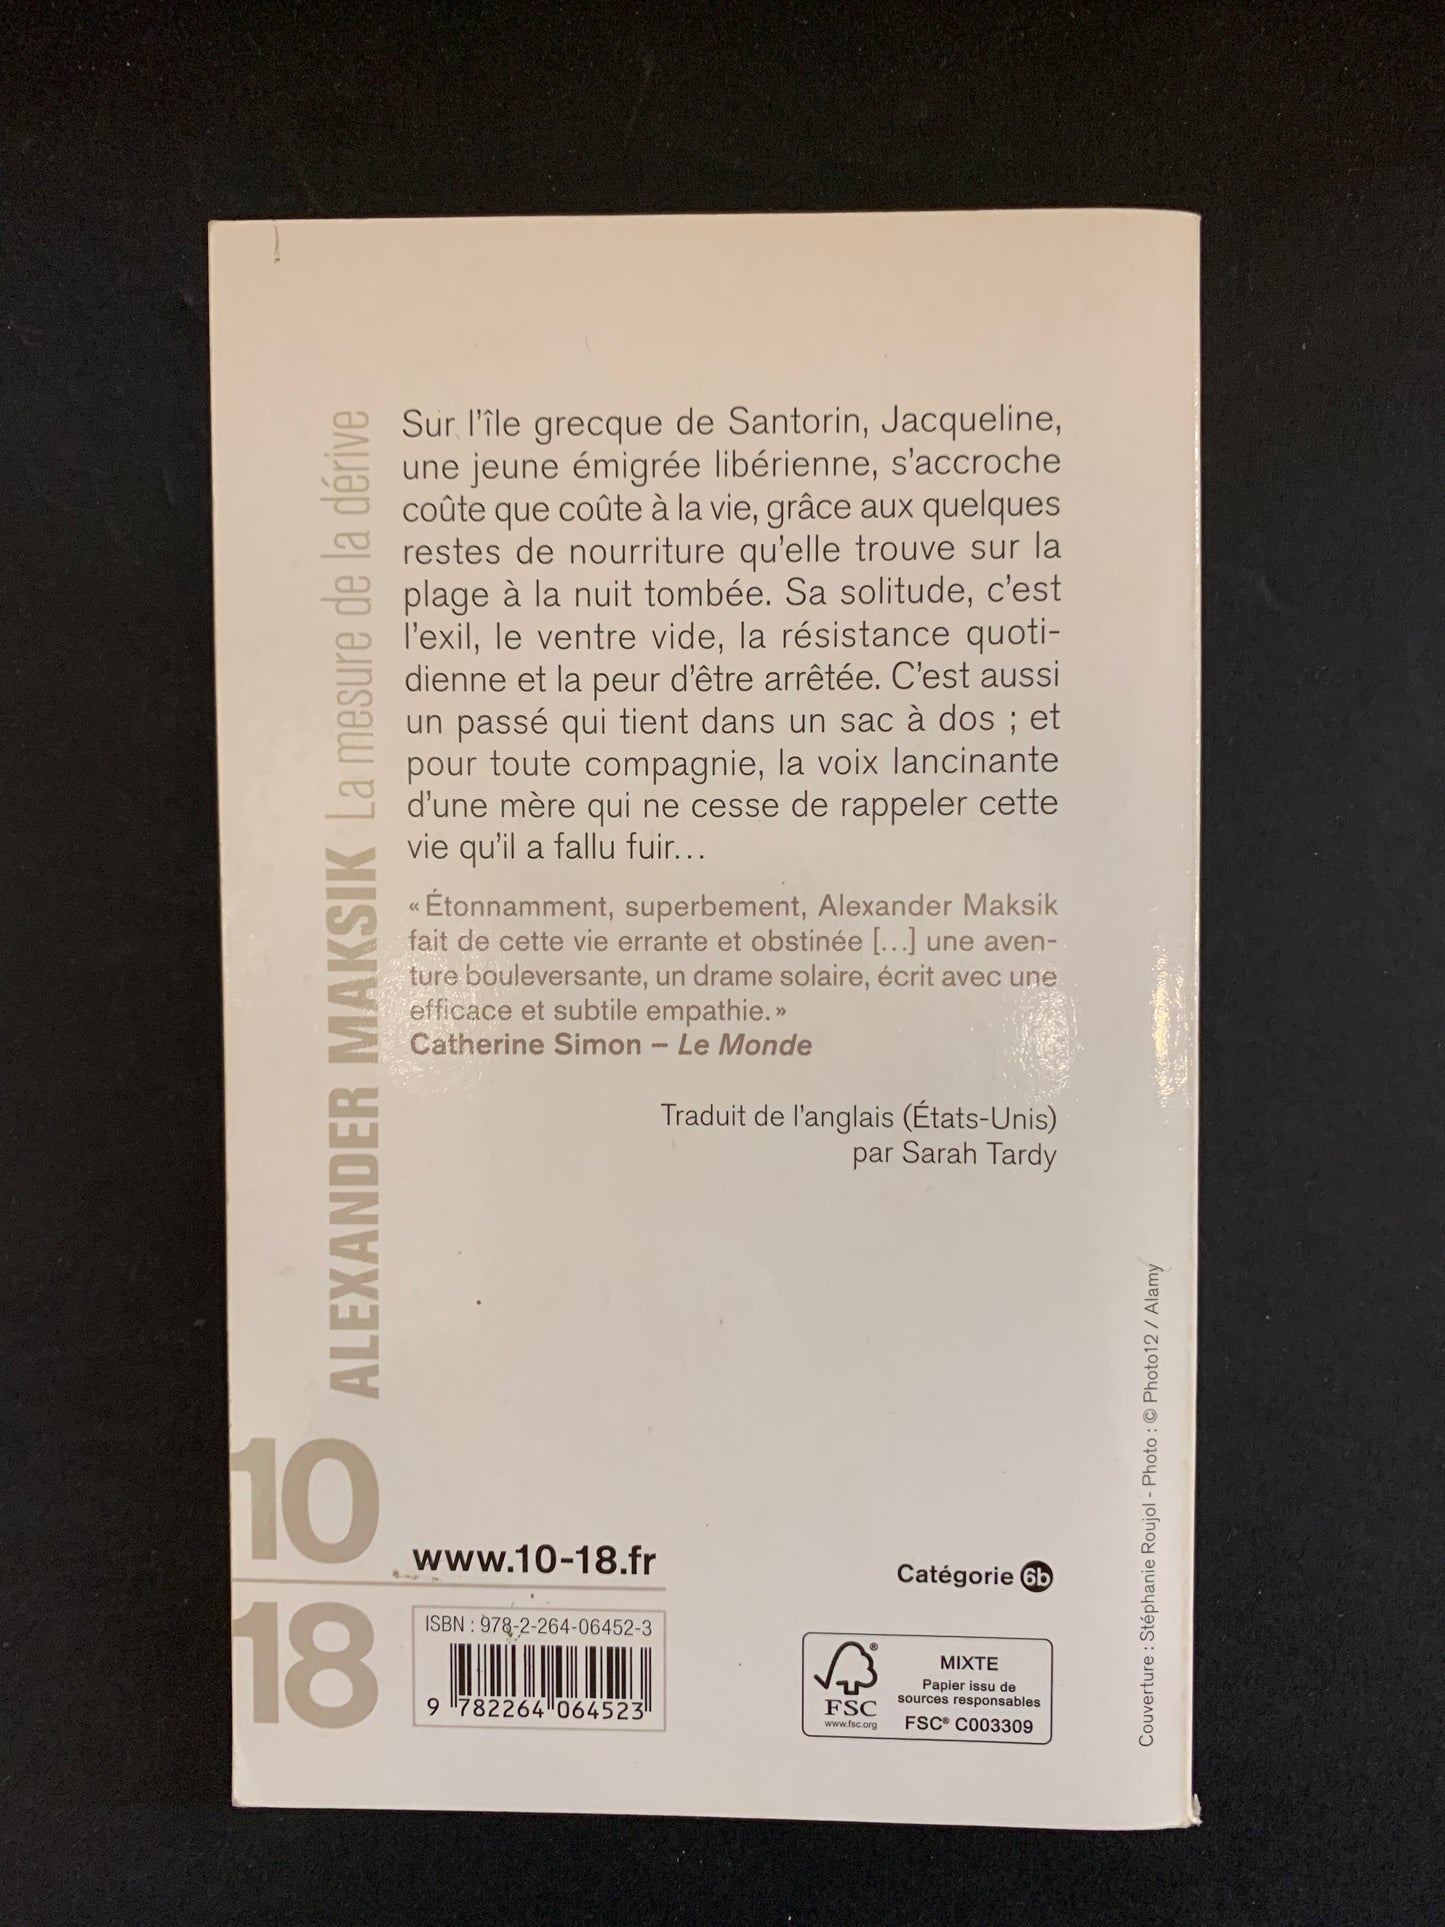 Sur l'île grecque de Santorin, Jacqueline,
une jeune émigrée libérienne, s'accroche
coûte que coûte à la vie, grâce aux quelques
restes de nourriture qu'elle trouve sur la
plage à la nuit tombée. Sa solitude, c'est
l'exil, le ventre vide, la résistance quoti-
dienne et la peur d'être arrêtée. C'est aussi
un passé qui tient dans un sac à dos ; et
pour toute compagnie, la voix lancinante
d'une mère qui ne cesse de rappeler cette
vie qu'il a fallu fuir...
« Étonnamment, superbement, Alexander Maksik
fait de cette vie errante et obstinée [...] une aven-
ture bouleversante, un drame solaire, écrit avec une
efficace et subtile empathie. »
Catherine Simon – Le Monde
Traduit de l'anglais (États-Unis)
par Sarah Tardy
ALEXANDER MAKSIK La mesure de la dérive
10
18
www.10-18.fr
ISBN : 978-2-264-06452-3
9 782264 064523
Catégorie 6b
FSC®
www.fsc.org
MIXTE
Papier issu de
sources responsables
FSC® C003309
Couverture : Stéphanie Roujol - Photo : © Photo12 / Alamy